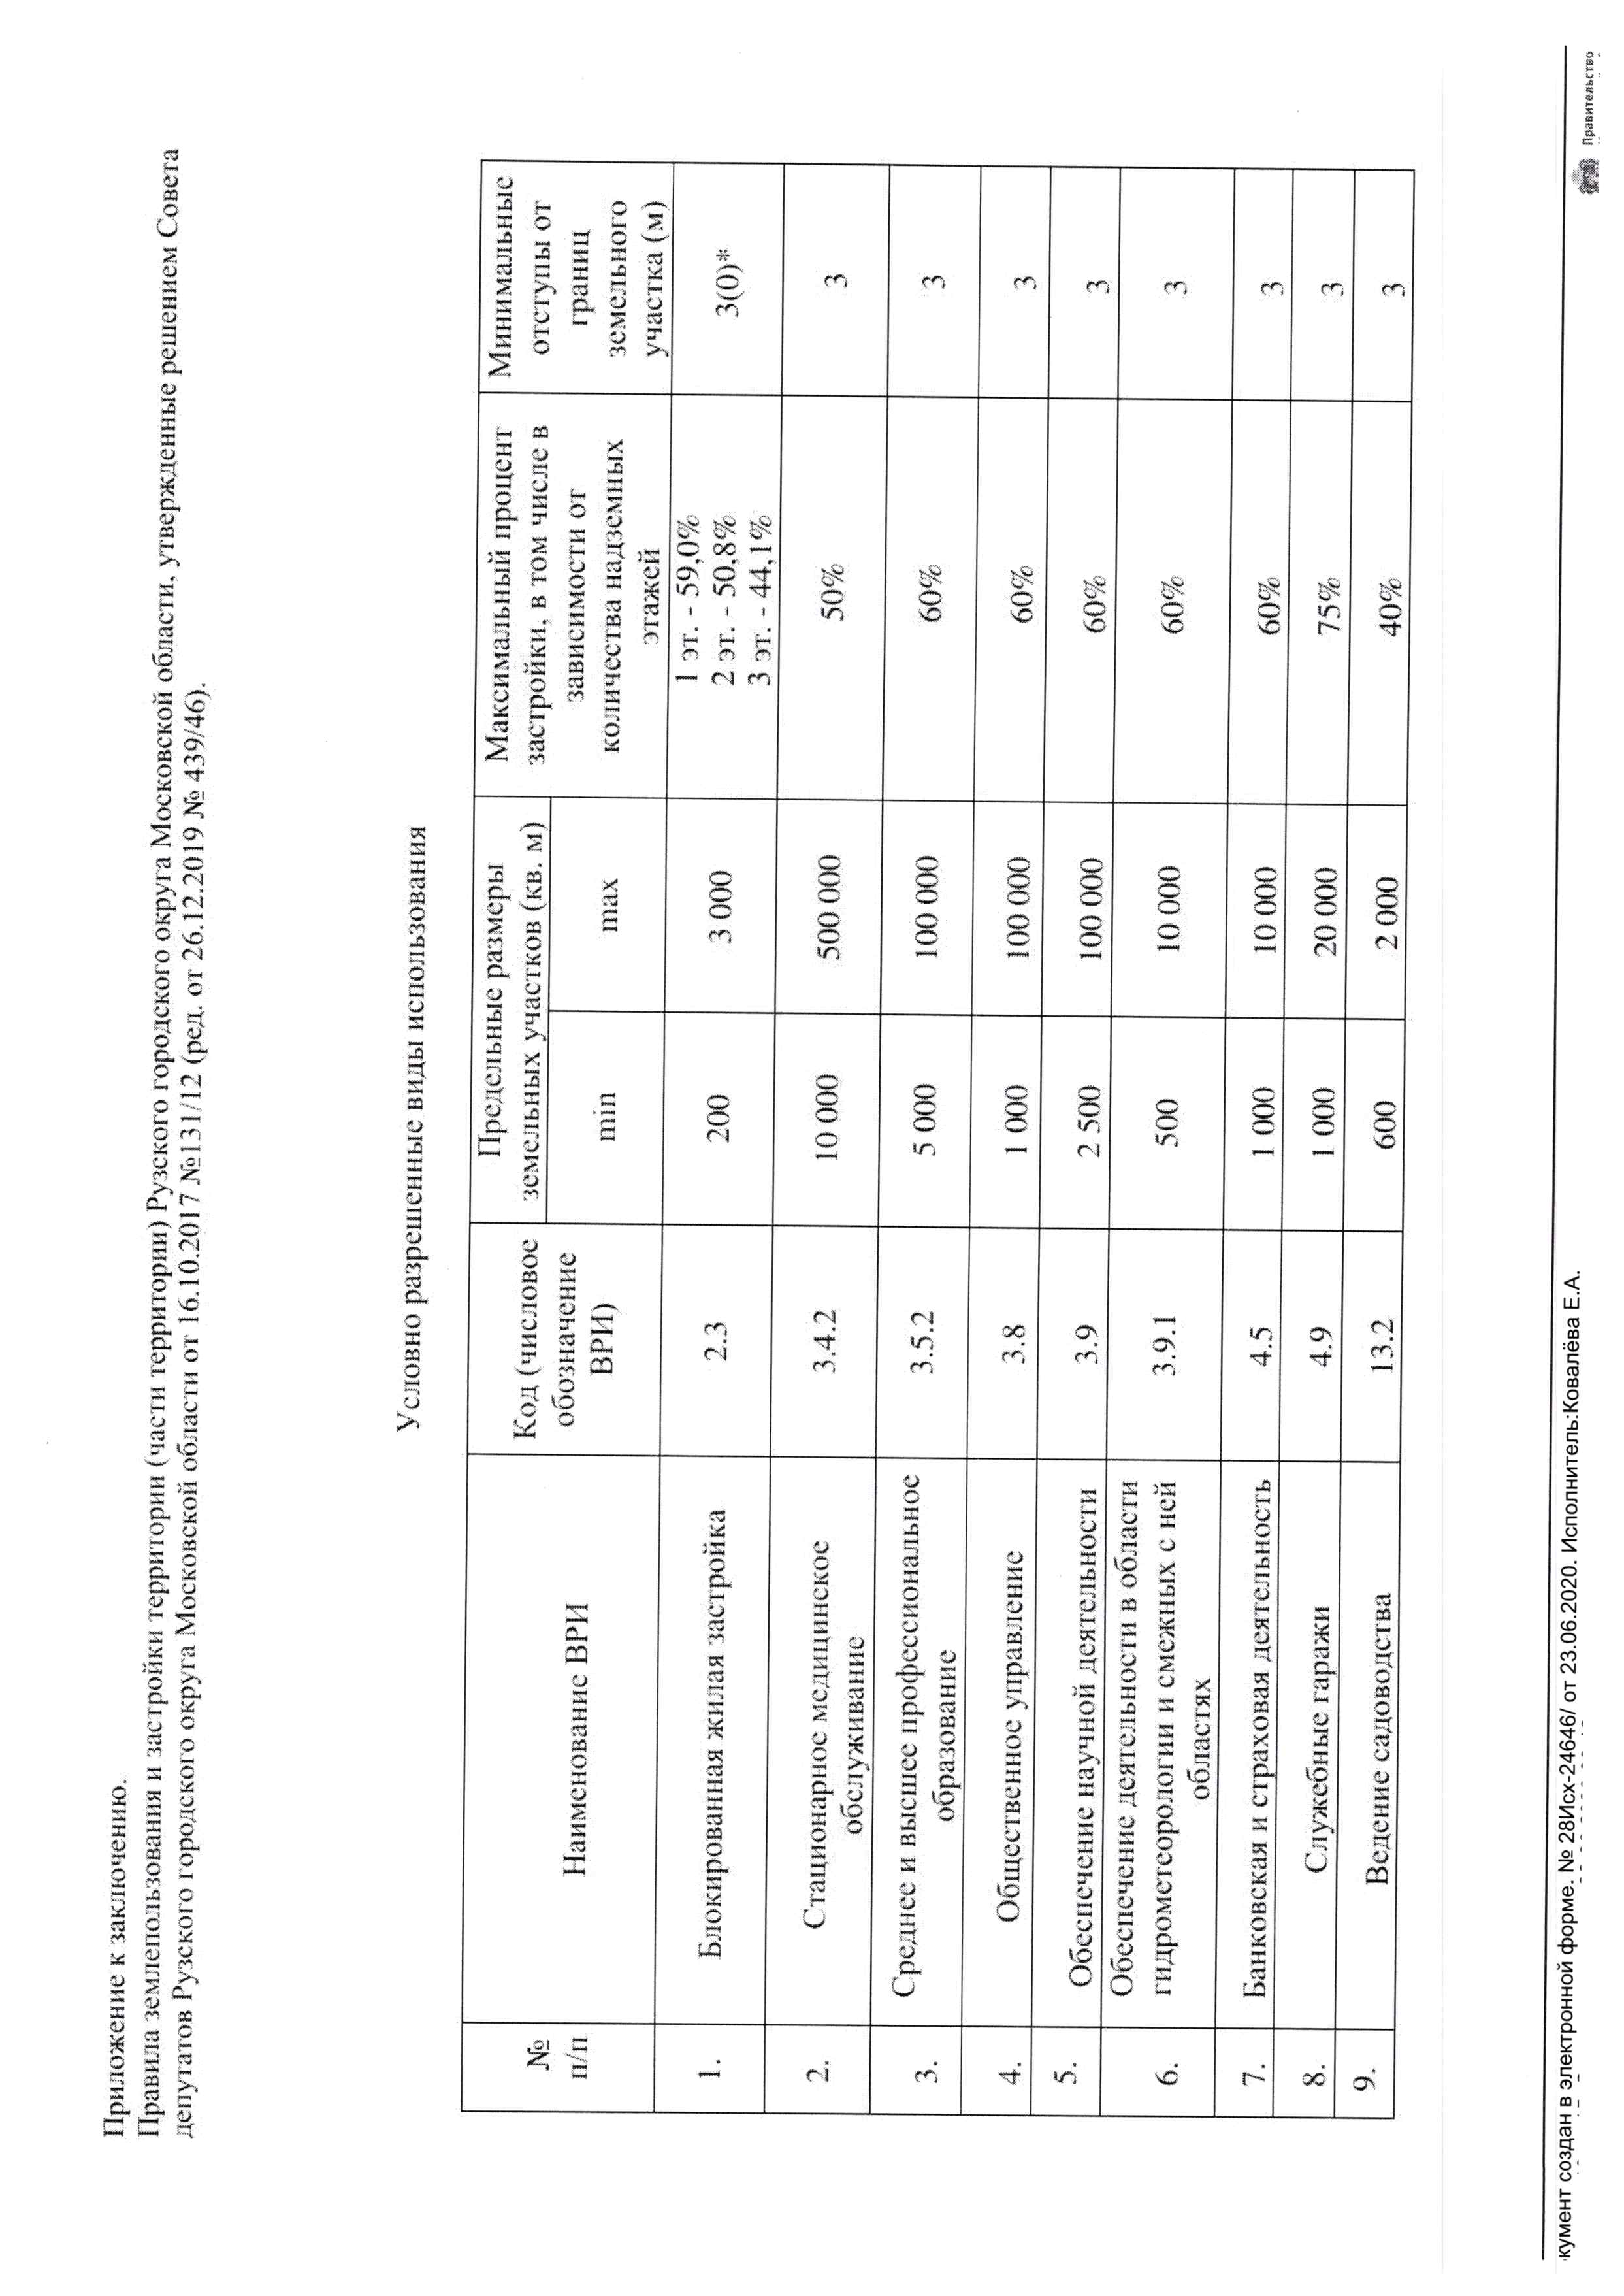 Приложение к заключению.
Правила землепользования и застройки территории (части территории) Рузского городского округа Московской области, утвержденные решением Совета
депутатов Рузского городского округа Московской области от 16.10.2017 №131/12 (ред. от 26.12.2019 № 439/46).
Условно разрешенные виды использования
№
п/п
Наименование ВРИ
Код (числовое
обозначение
ВРИ)
Предельные размеры
земельных участков (кв. м)
min
max
Максимальный процент
застройки, в том числе в
зависимости от
количества надземных
этажей
Минимальные
отступы от
границ
земельного
участка (м)
1.
Блокированная жилая застройка
2.3
200
3 000
1 эт. - 59,0%
2 эт. - 50,8%
3 эт. - 44,1%
3(0)*
2.
Стационарное медицинское
обслуживание
3.4.2
10 000
500 000
50%
3
3.
Среднее и высшее профессиональное
образование
3.5.2
5 000
100 000
60%
3
4.
Общественное управление
3.8
1 000
100 000
60%
3
5.
Обеспечение научной деятельности
3.9
2 500
100 000
60%
3
6.
Обеспечение деятельности в области
гидрометеорологии и смежных с ней
областях
3.9.1
500
10 000
60%
3
7.
Банковская и страховая деятельность
4.5
1 000
10 000
60%
3
8.
Служебные гаражи
4.9
1 000
20 000
75%
3
9.
Ведение садоводства
13.2
600
2 000
40%
3
кумент создан в электронной форме. № 28Исх-24646/ от 23.06.2020. Исполнитель:Ковалёва Е.А.
Правительство